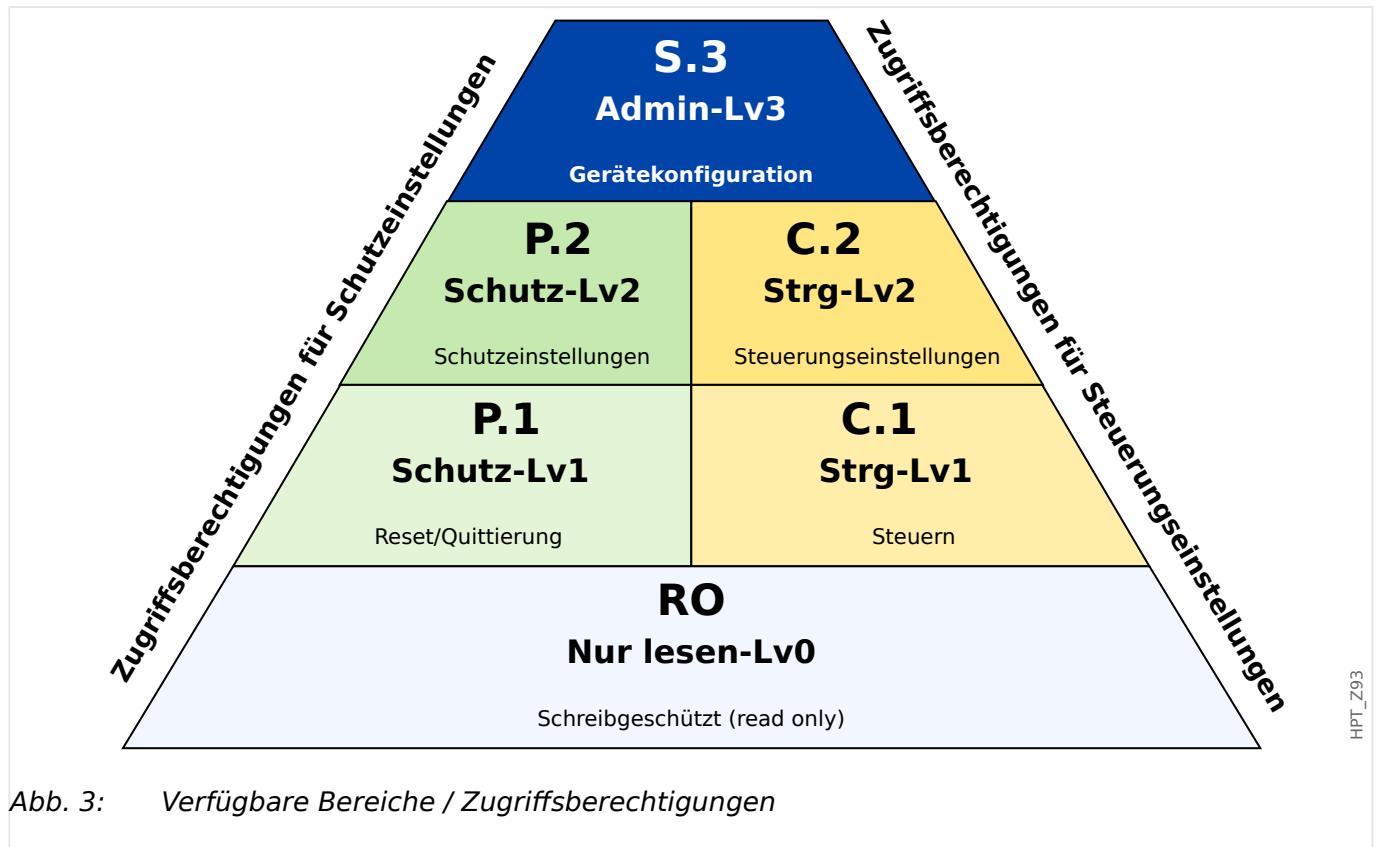 Zugriffsberechtigungen für Schutzeinstellungen
Zugriffsberechtigungen für Steuerungseinstellungen
S.3
Admin-Lv3
Gerätekonfiguration
P.2
Schutz-Lv2
Schutzeinstellungen
C.2
Strg-Lv2
Steuerungseinstellungen
P.1
Schutz-Lv1
Reset/Quittierung
C.1
Strg-Lv1
Steuern
RO
Nur lesen-Lv0
Schreibgeschützt (read only)
HPT_Z93
Abb. 3: Verfügbare Bereiche / Zugriffsberechtigungen